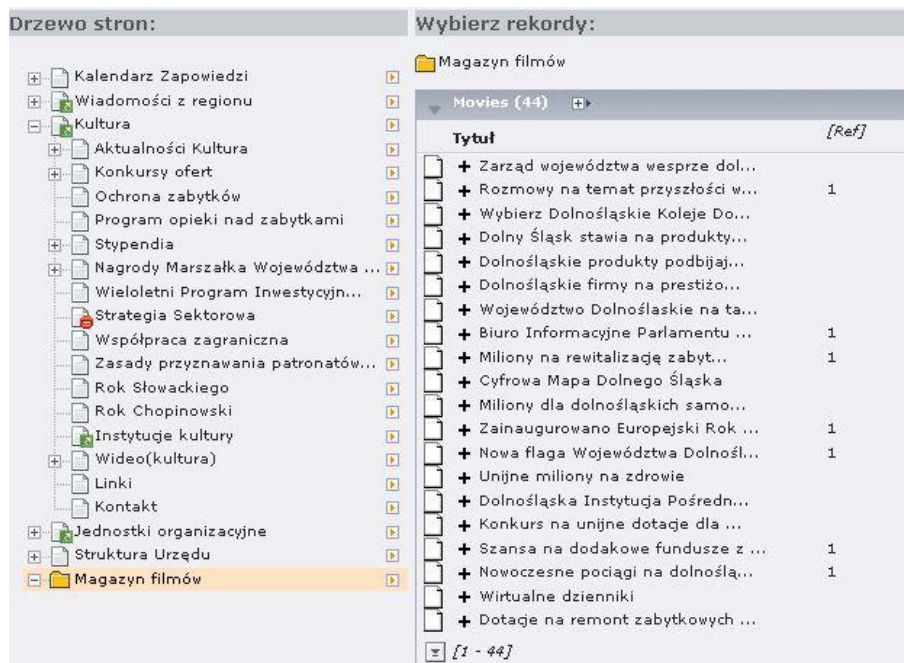 Drzewo stron:
Kalendarz Zapowiedzi
Wiadomości z regionu
Kultura
Aktualności Kultura
Konkursy ofert
Ochrona zabytków
Program opieki nad zabytkami
Stypendia
Nagrody Marszałka Województwa ...
Wieloletni Program Inwestycyjn...
Strategia Sektorowa
Współpraca zagraniczna
Zasady przyznawania patronatów...
Rok Słowackiego
Rok Chopinowski
Instytucje kultury
Wideo(kultura)
Linki
Kontakt
Jednostki organizacyjne
Struktura Urzędu
Magazyn filmów
Wybierz rekordy:
Magazyn filmów
Movies (44)
Tytuł [Ref]
Zarząd województwa wesprze dol...
Rozmowy na temat przyszłości w... 1
Wybierz Dolnośląskie Koleje Do...
Dolny Śląsk stawia na produkty...
Dolnośląskie produkty podbijaj...
Dolnośląskie firmy na prestiżo...
Województwo Dolnoślaskie na ta...
Biuro Informacyjne Parlamentu ... 1
Miliony na rewitalizację zabyt... 1
Cyfrowa Mapa Dolnego Śląska
Miliony dla dolnośląskich samo...
Zainaugurowano Europejski Rok ... 1
Nowa flaga Województwa Dolnośl... 1
Unijne miliony na zdrowie
Dolnośląska Instytucja Pośredn...
Konkurs na unijne dotacje dla ...
Szansa na dodakowe fundusze z ... 1
Nowoczesne pociągi na dolnoślą... 1
Wirtualne dzienniki
Dotacje na remont zabytkowych ...
[1 - 44]